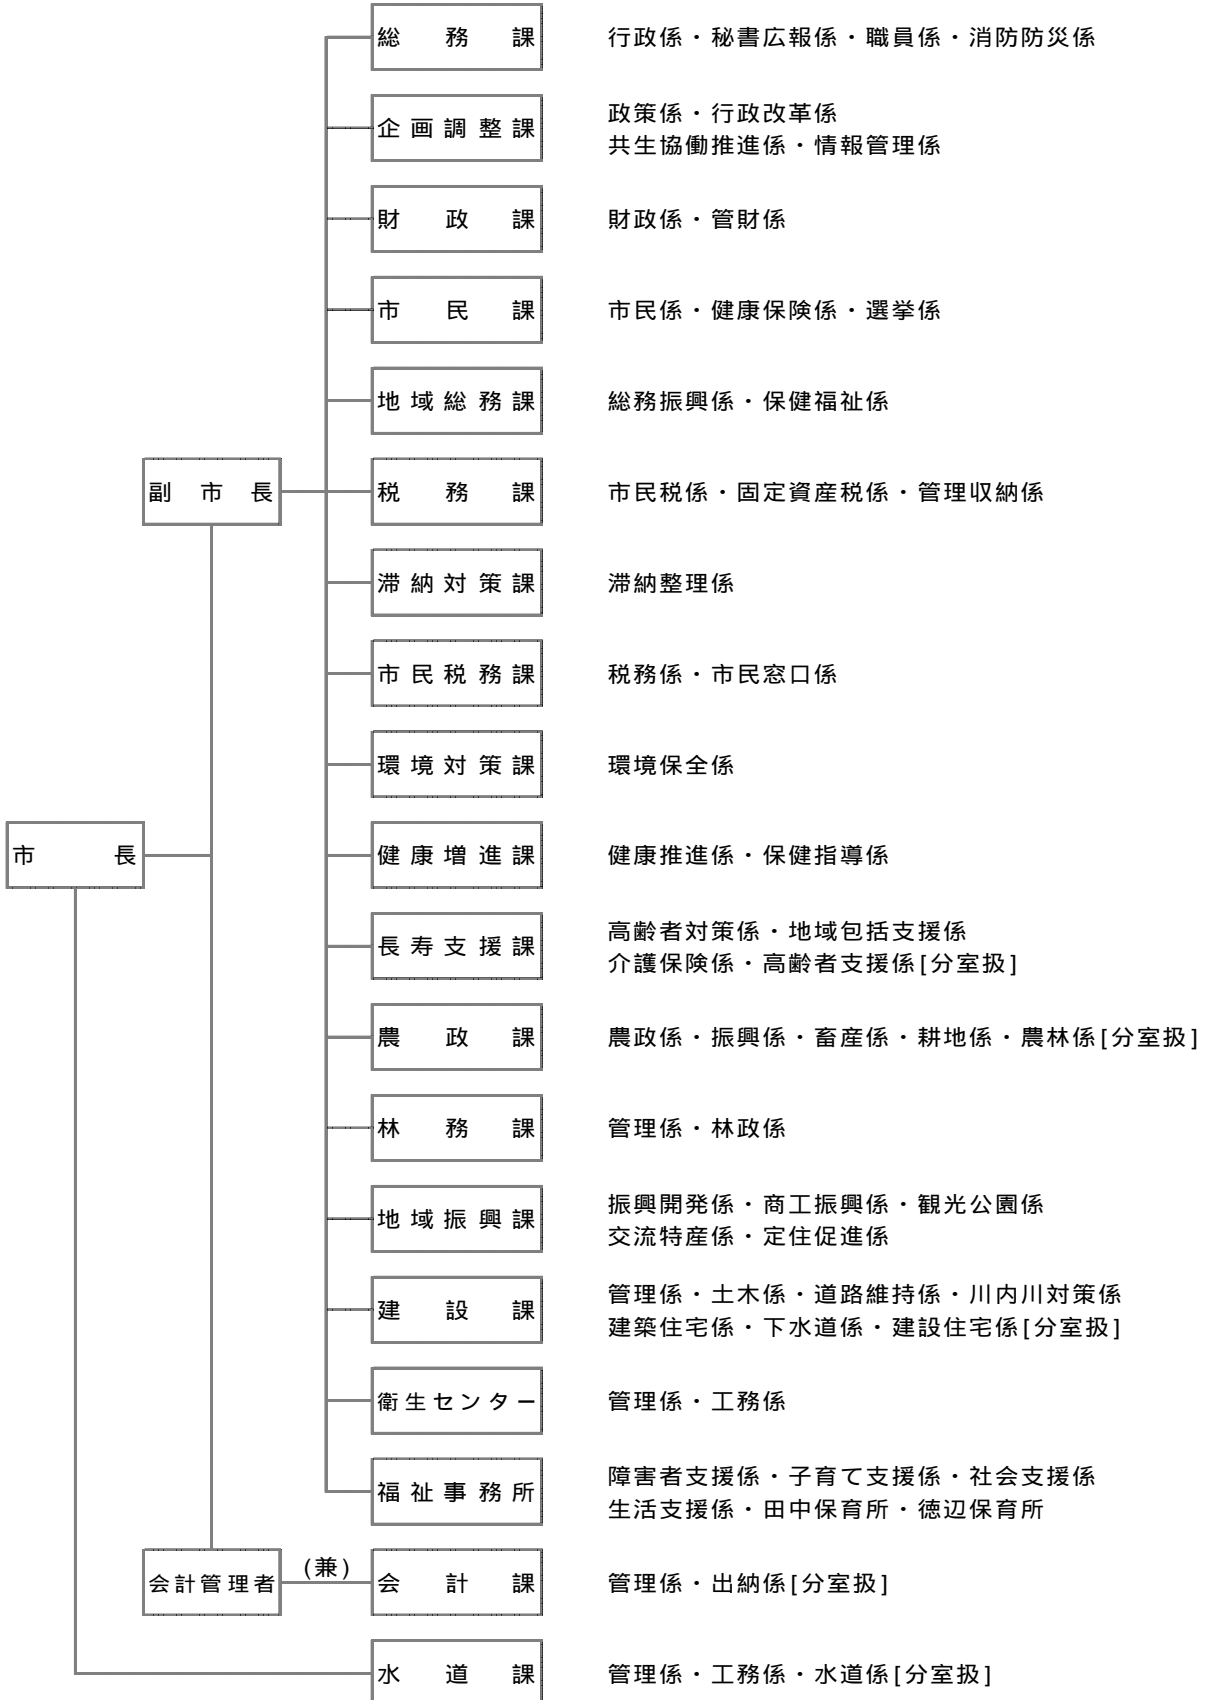 総務課 行政係・秘書広報係・職員係・消防防災係
企画調整課 政策係・行政改革係
共生協働推進係・情報管理係
財政課 財政係・管財係
市民課 市民係・健康保険係・選挙係
地域総務課 総務振興係・保健福祉係
副市長 税務課 市民税係・固定資産税係・管理収納係
滞納対策課 滞納整理係
市民税務課 税務係・市民窓口係
環境対策課 環境保全係
市長 健康増進課 健康推進係・保健指導係
長寿支援課 高齢者対策係・地域包括支援係
介護保険係・高齢者支援係[分室扱]
農政課 農政係・振興係・畜産係・耕地係・農林係[分室扱]
林務課 管理係・林政係
地域振興課 振興開発係・商工振興係・観光公園係
交流特産係・定住促進係
建設課 管理係・土木係・道路維持係・川内川対策係
建築住宅係・下水道係・建設住宅係[分室扱]
衛生センター 管理係・工務係
福祉事務所 障害者支援係・子育て支援係・社会支援係
生活支援係・田中保育所・徳辺保育所
会計管理者 (兼) 会計課 管理係・出納係[分室扱]
水道課 管理係・工務係・水道係[分室扱]